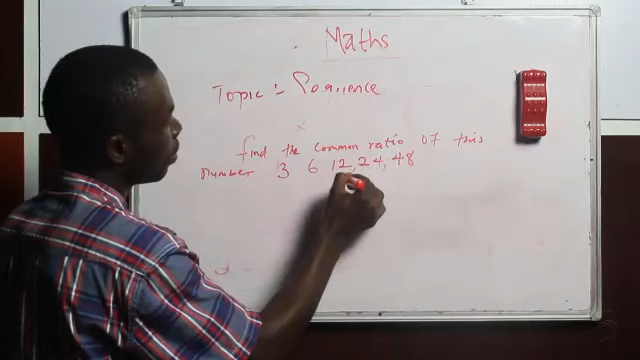 Maths
Topic = Sequence
find the common ratio of this
number 3 6 12, 24, 48